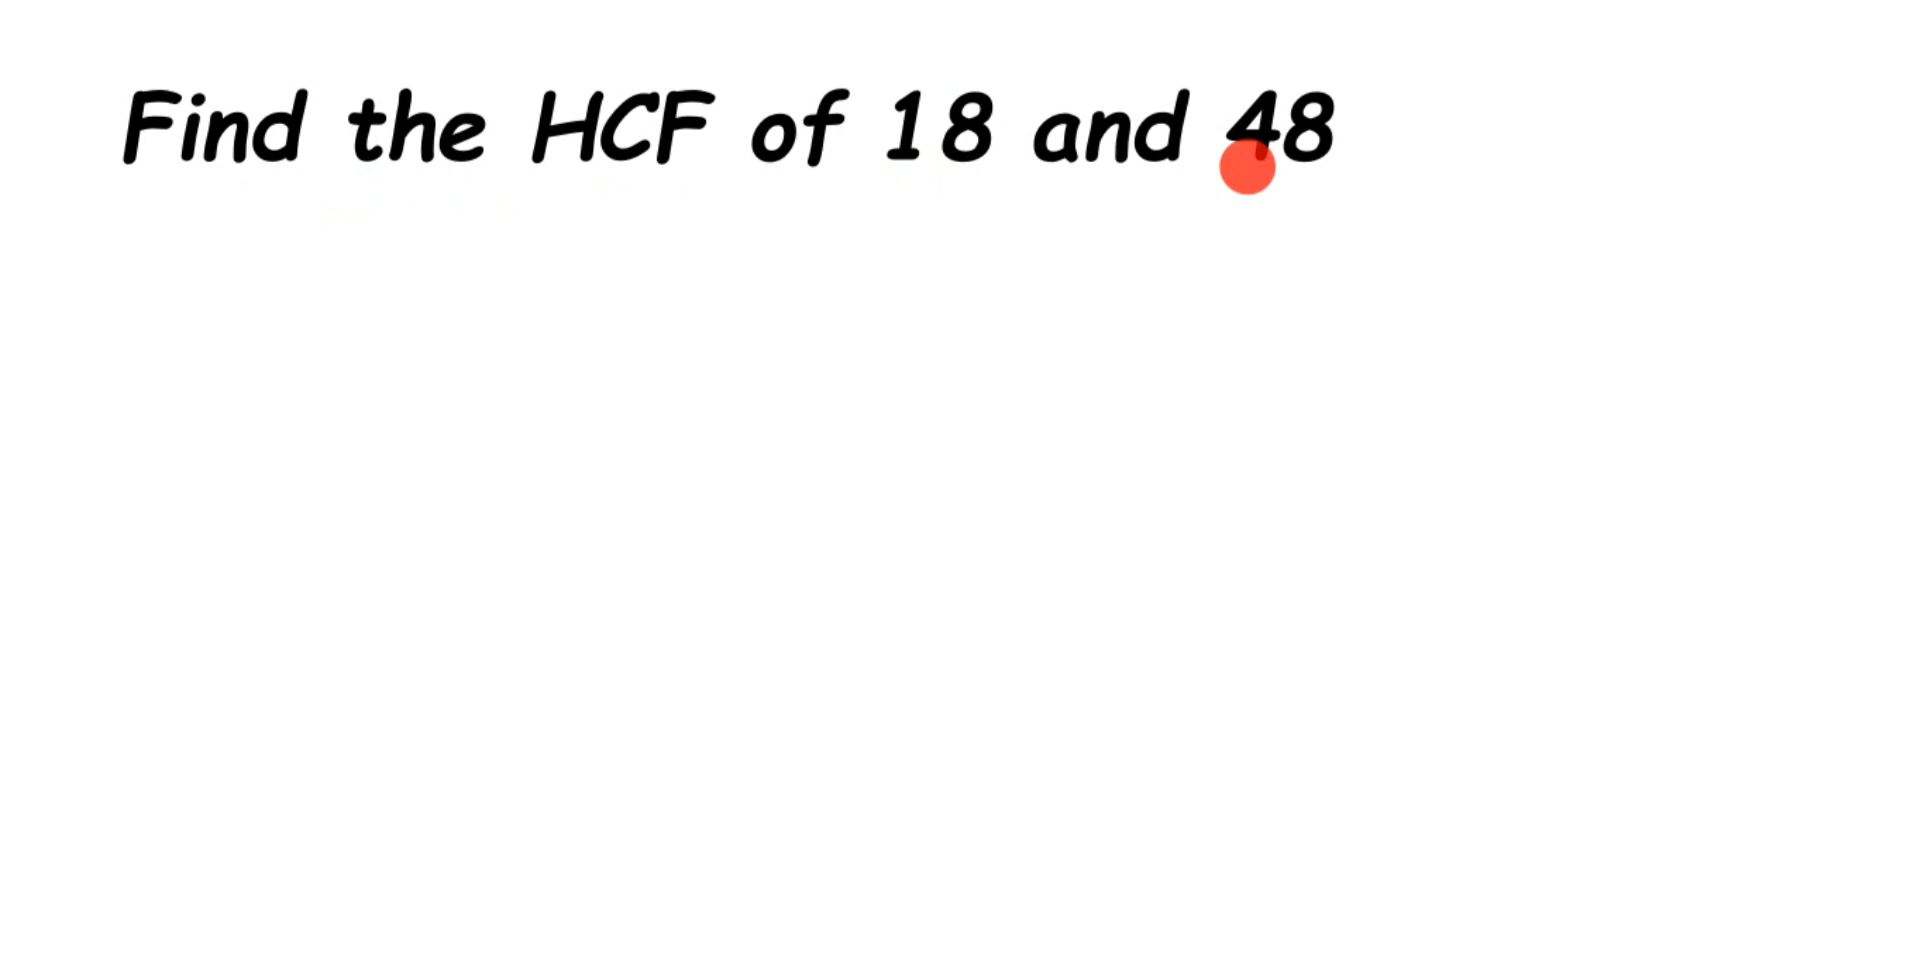 Find the HCF of 18 and 48